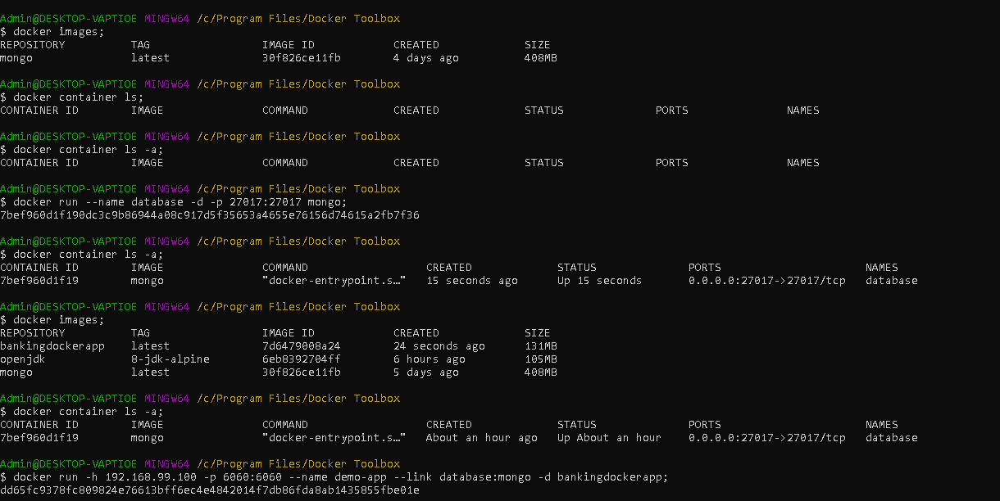 Admin@DESKTOP-VAPTIOE MINGW64 /c/Program Files/Docker Toolbox
$ docker images;
REPOSITORY TAG IMAGE ID CREATED SIZE
mongo latest 30f826ce11fb 4 days ago 408MB
Admin@DESKTOP-VAPTIOE MINGW64 /c/Program Files/Docker Toolbox
$ docker container ls;
CONTAINER ID IMAGE COMMAND CREATED STATUS PORTS NAMES
Admin@DESKTOP-VAPTIOE MINGW64 /c/Program Files/Docker Toolbox
$ docker container ls -a;
CONTAINER ID IMAGE COMMAND CREATED STATUS PORTS NAMES
Admin@DESKTOP-VAPTIOE MINGW64 /c/Program Files/Docker Toolbox
$ docker run --name database -d -p 27017:27017 mongo;
7bef960d1f190dc3c9b86944a08c917d5f35653a4655e76156d74615a2fb7f36
Admin@DESKTOP-VAPTIOE MINGW64 /c/Program Files/Docker Toolbox
$ docker container ls -a;
CONTAINER ID IMAGE COMMAND CREATED STATUS PORTS NAMES
7bef960d1f19 mongo "docker-entrypoint.s…" 15 seconds ago Up 15 seconds 0.0.0.0:27017->27017/tcp database
Admin@DESKTOP-VAPTIOE MINGW64 /c/Program Files/Docker Toolbox
$ docker images;
REPOSITORY TAG IMAGE ID CREATED SIZE
bankingdockerapp latest 7d6479008a24 24 seconds ago 131MB
openjdk 8-jdk-alpine 6eb8392704ff 6 hours ago 105MB
mongo latest 30f826ce11fb 5 days ago 408MB
Admin@DESKTOP-VAPTIOE MINGW64 /c/Program Files/Docker Toolbox
$ docker container ls -a;
CONTAINER ID IMAGE COMMAND CREATED STATUS PORTS NAMES
7bef960d1f19 mongo "docker-entrypoint.s…" About an hour ago Up About an hour 0.0.0.0:27017->27017/tcp database
Admin@DESKTOP-VAPTIOE MINGW64 /c/Program Files/Docker Toolbox
$ docker run -h 192.168.99.100 -p 6060:6060 --name demo-app --link database:mongo -d bankingdockerapp;
dd65fc9378fc809824e76613bff6ec4e4842014f7db86fda8ab1435855fbe01e